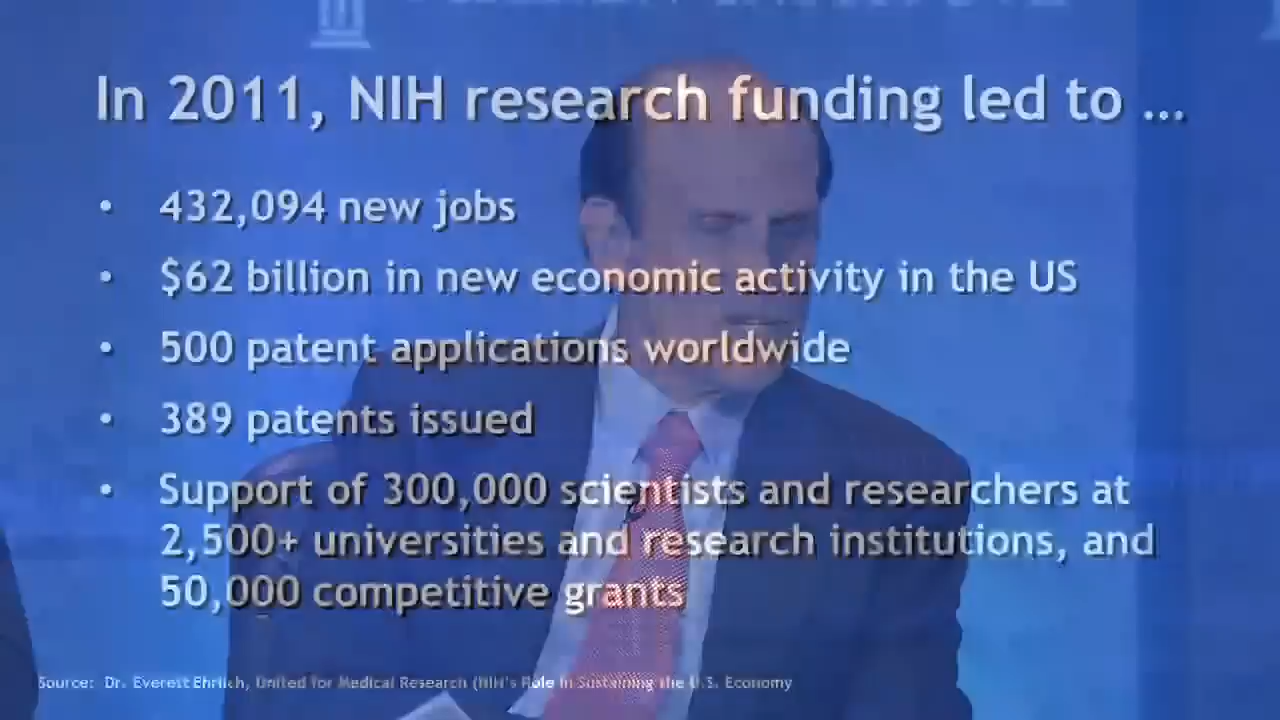 In 2011, NIH research funding led to ...
• 432,094 new jobs
• $62 billion in new economic activity in the US
• 500 patent applications worldwide
• 389 patents issued
• Support of 300,000 scientists and researchers at
2,500+ universities and research institutions, and
50,000 competitive grants
Source: Dr. Everett Ehrlich, United for Medical Research (NIH's Role in Sustaining the U.S. Economy